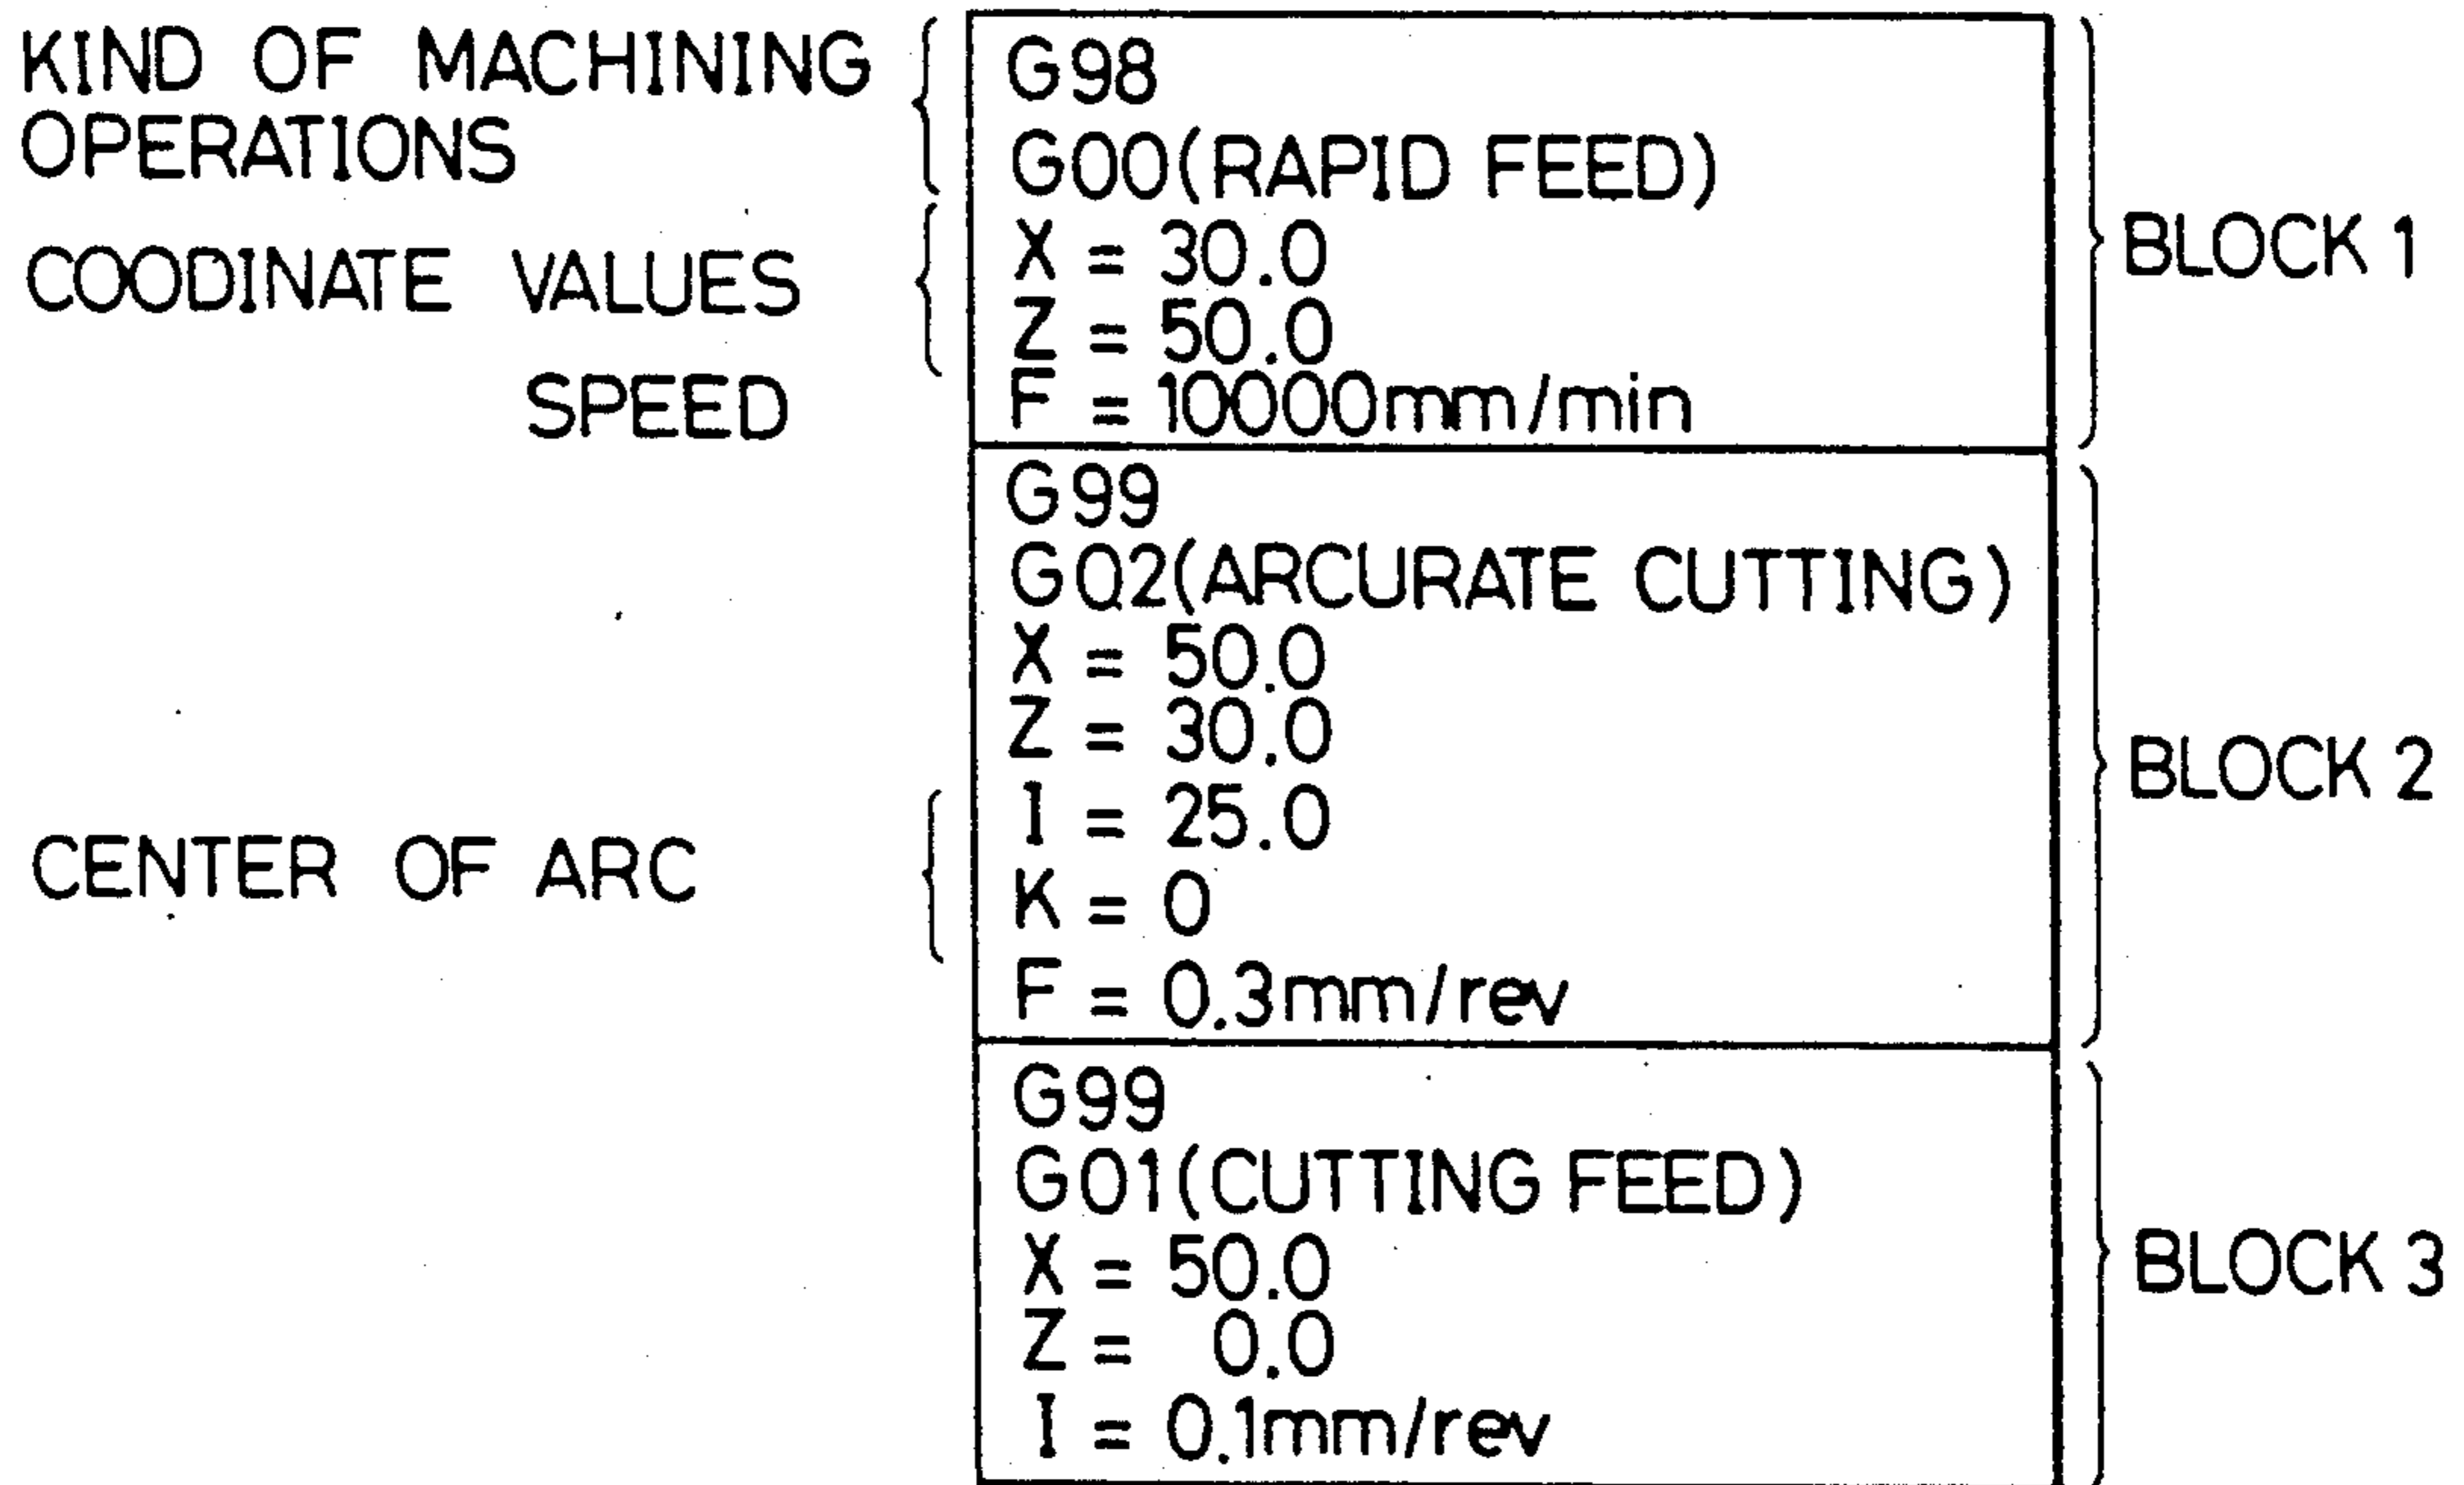 KIND OF MACHINING
OPERATIONS
COODINATE VALUES
SPEED
CENTER OF ARC
G98
G00(RAPID FEED)
X = 30.0
Z = 50.0
F = 10000mm/min
BLOCK 1
G99
G02(ARCURATE CUTTING)
X = 50.0
Z = 30.0
I = 25.0
K = 0
F = 0.3mm/rev
BLOCK 2
G99
G01(CUTTING FEED)
X = 50.0
Z = 0.0
I = 0.1mm/rev
BLOCK 3